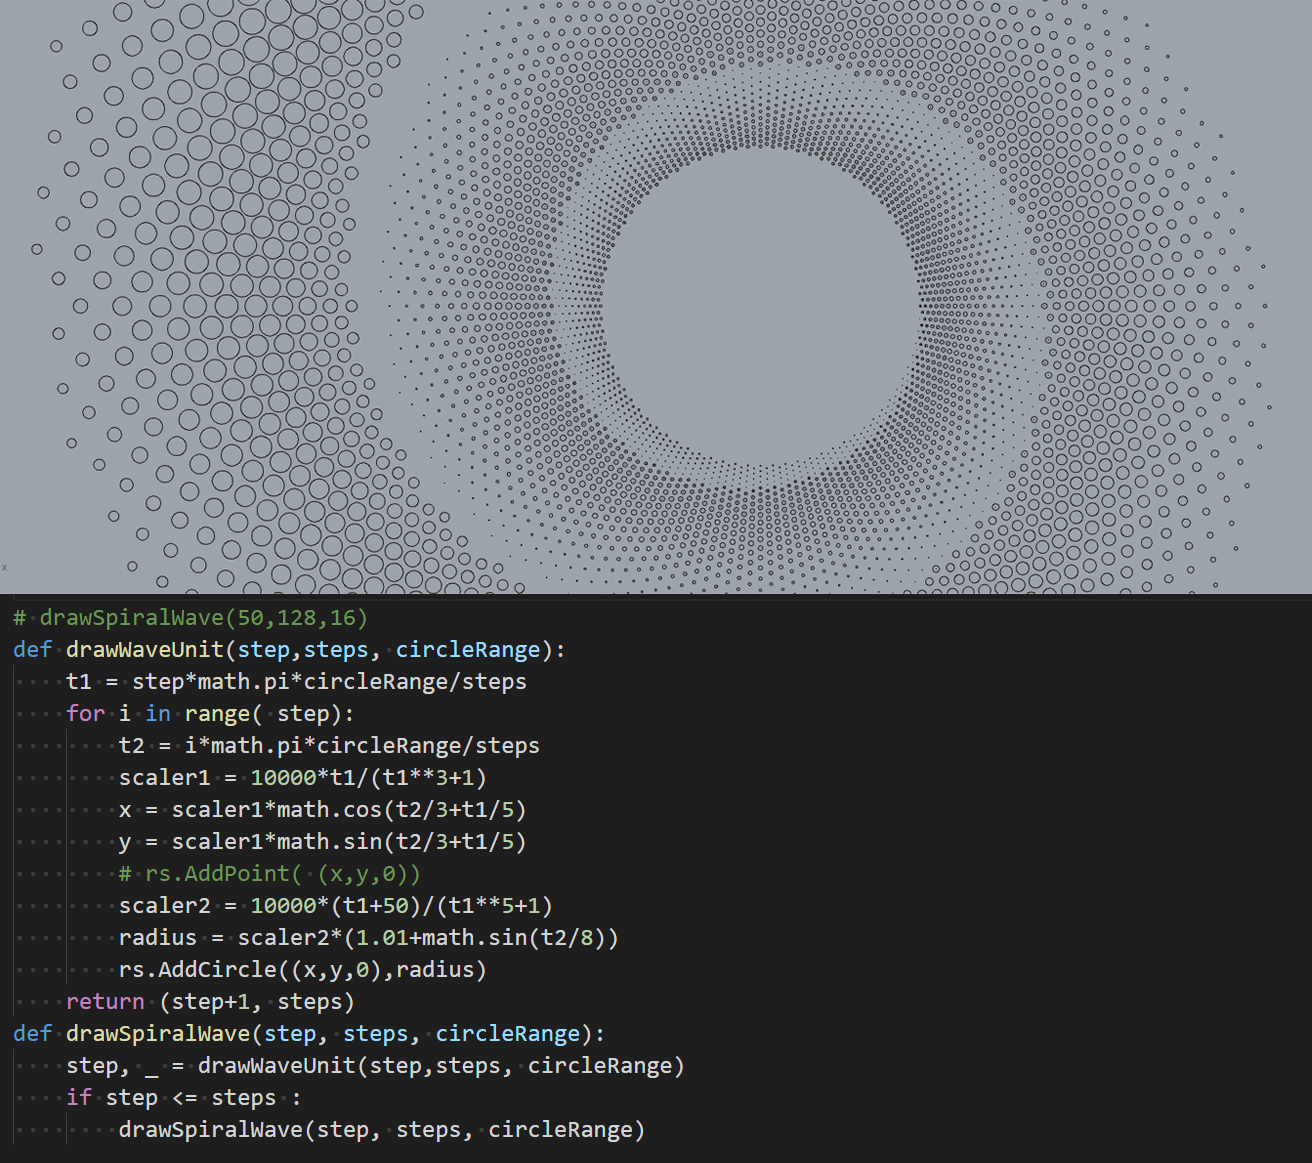 x
# drawSpiralWave(50,128,16)
def drawWaveUnit(step,steps, circleRange):
    t1 = step*math.pi*circleRange/steps
    for i in range( step):
        t2 = i*math.pi*circleRange/steps
        scaler1 = 10000*t1/(t1**3+1)
        x = scaler1*math.cos(t2/3+t1/5)
        y = scaler1*math.sin(t2/3+t1/5)
        # rs.AddPoint( (x,y,0))
        scaler2 = 10000*(t1+50)/(t1**5+1)
        radius = scaler2*(1.01+math.sin(t2/8))
        rs.AddCircle((x,y,0),radius)
    return (step+1, steps)
def drawSpiralWave(step, steps, circleRange):
    step, _ = drawWaveUnit(step,steps, circleRange)
    if step <= steps :
        drawSpiralWave(step, steps, circleRange)